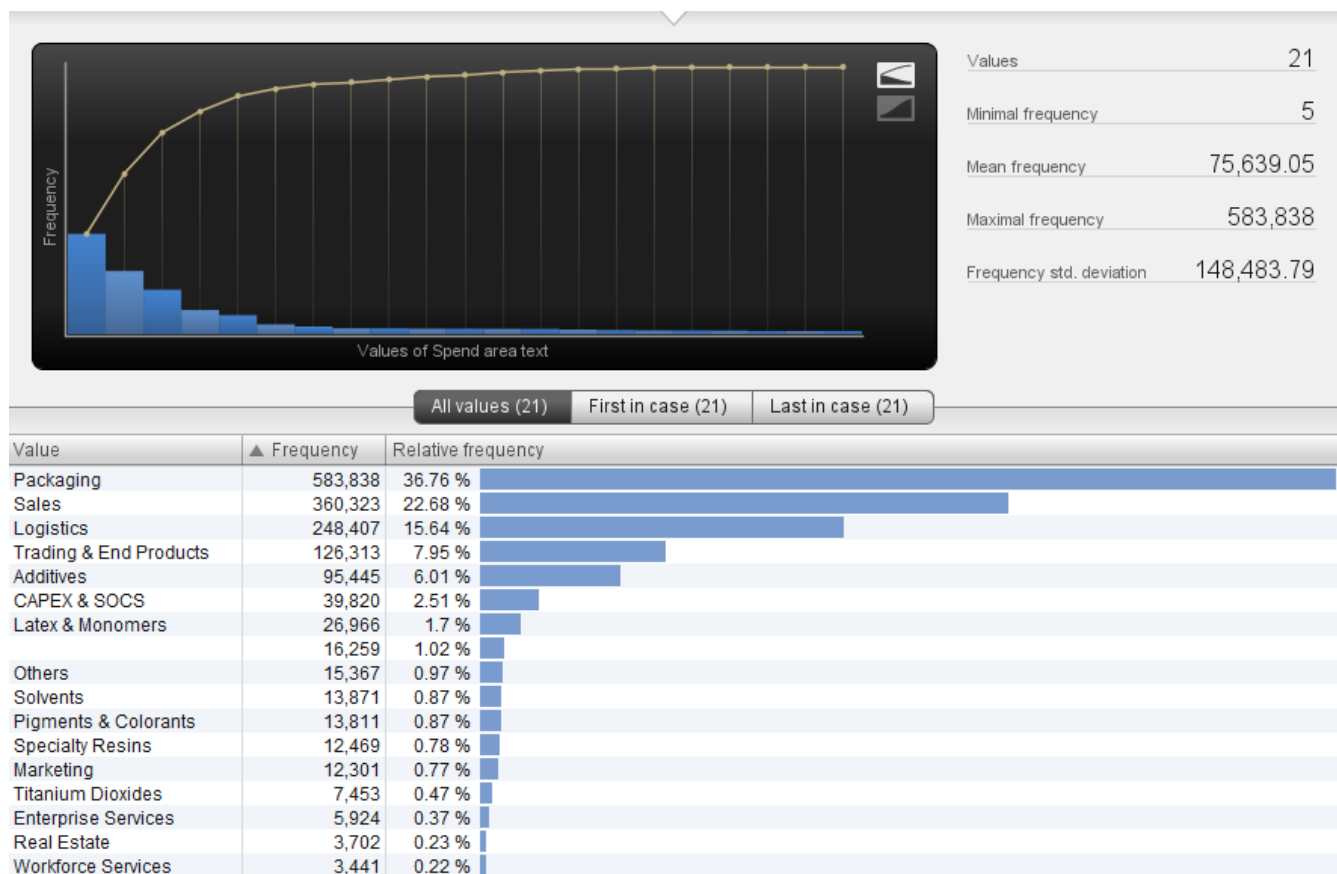 Values 21
Minimal frequency 5
Mean frequency 75,639.05
Maximal frequency 583,838
Frequency std. deviation 148,483.79
Frequency
Values of Spend area text
All values (21) First in case (21) Last in case (21)
Value ▲ Frequency Relative frequency
Packaging 583,838 36.76 %
Sales 360,323 22.68 %
Logistics 248,407 15.64 %
Trading & End Products 126,313 7.95 %
Additives 95,445 6.01 %
CAPEX & SOCS 39,820 2.51 %
Latex & Monomers 26,966 1.7 %
16,259 1.02 %
Others 15,367 0.97 %
Solvents 13,871 0.87 %
Pigments & Colorants 13,811 0.87 %
Specialty Resins 12,469 0.78 %
Marketing 12,301 0.77 %
Titanium Dioxides 7,453 0.47 %
Enterprise Services 5,924 0.37 %
Real Estate 3,702 0.23 %
Workforce Services 3,441 0.22 %